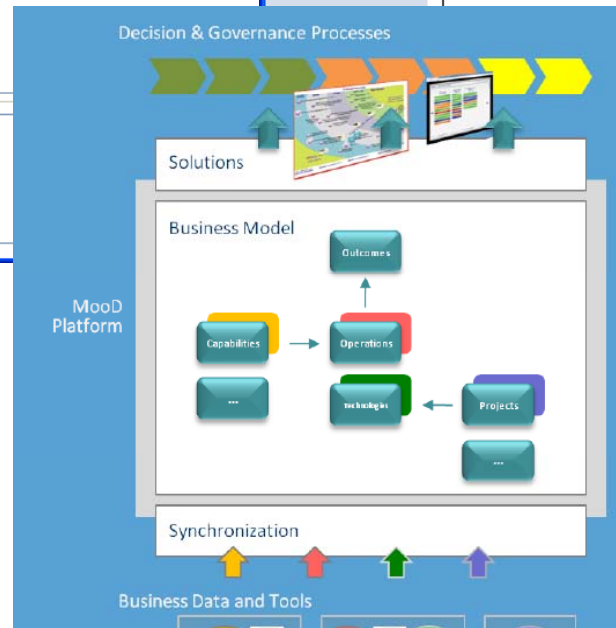 Decision & Governance Processes
Solutions
Business Model
Outcomes
MooD
Platform
Capabilities
Operations
...
Technologies
Projects
...
Synchronization
Business Data and Tools